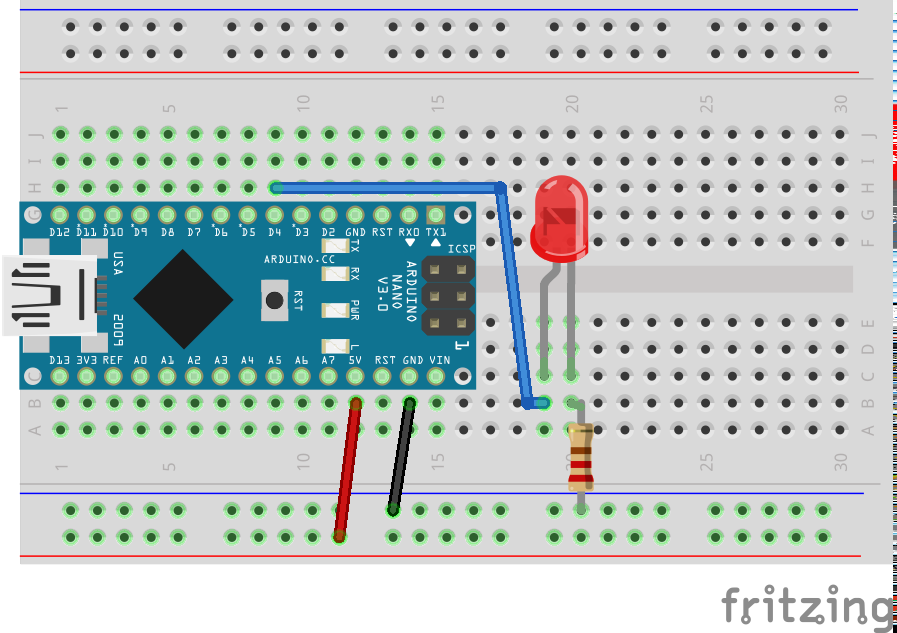 1 5 10 15 20 25 30
J J
I I
H H
G G
D12 D11 D10 D9 D8 D7 D6 D5 D4 D3 D2 GND RST RX0 TX1
F
USA
TX
ICSP
ARDUINO.CC
RX
RST
ARDUINO
NANO
V3.0
E E
PWR
2009
D D
L
1
D13 3V3 REF A0 A1 A2 A3 A4 A5 A6 A7 5V RST GND VIN
C C
B B
A A
1 5 10 15 20 25 30
fritzing